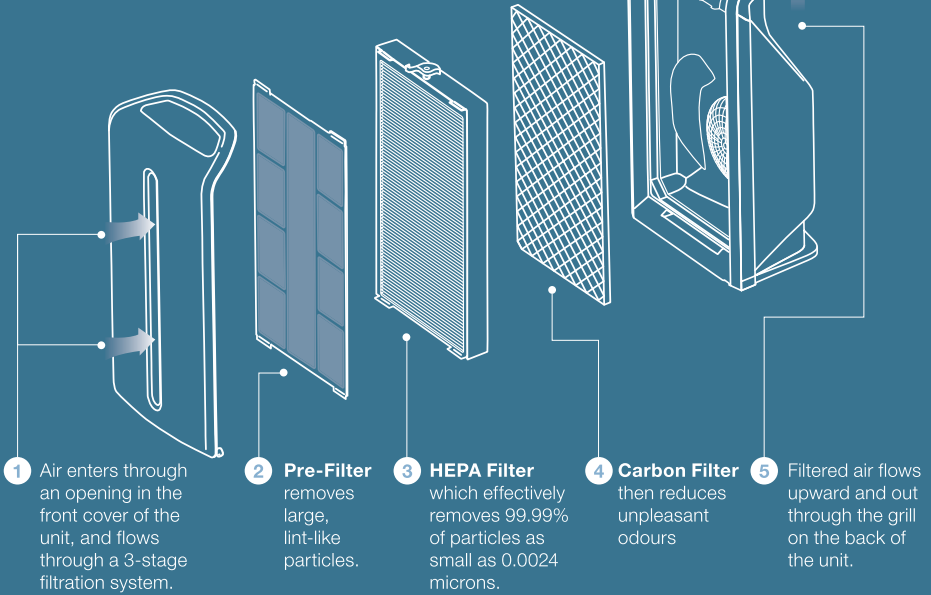 1
Air enters through
an opening in the
front cover of the
unit, and flows
through a 3-stage
filtration system.
2
Pre-Filter
removes
large,
lint-like
particles.
3
HEPA Filter
which effectively
removes 99.99%
of particles as
small as 0.0024
microns.
4
Carbon Filter
then reduces
unpleasant
odours
5
Filtered air flows
upward and out
through the grill
on the back of
the unit.